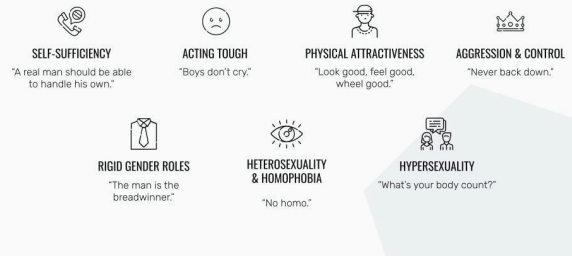 SELF-SUFFICIENCY
"A real man should be able
to handle his own."
ACTING TOUGH
"Boys don't cry."
PHYSICAL ATTRACTIVENESS
"Look good, feel good,
wheel good."
AGGRESSION & CONTROL
"Never back down."
RIGID GENDER ROLES
"The man is the
breadwinner."
HETEROSEXUALITY
& HOMOPHOBIA
"No homo."
HYPERSEXUALITY
"What's your body count?"